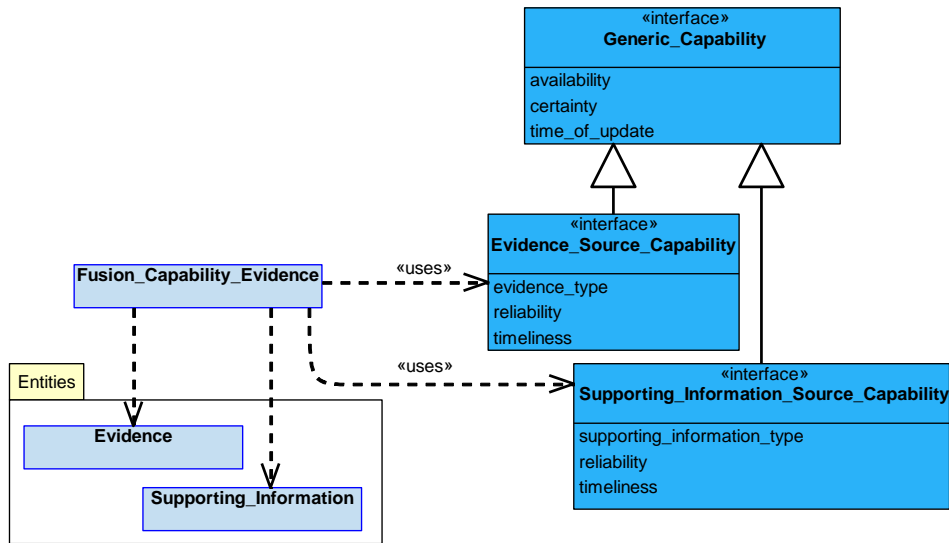 «interface»
Generic_Capability
availability
certainty
time_of_update
«interface»
Evidence_Source_Capability
evidence_type
reliability
timeliness
Fusion_Capability_Evidence
«uses»
«uses»
«interface»
Supporting_Information_Source_Capability
supporting_information_type
reliability
timeliness
Entities
Evidence
Supporting_Information